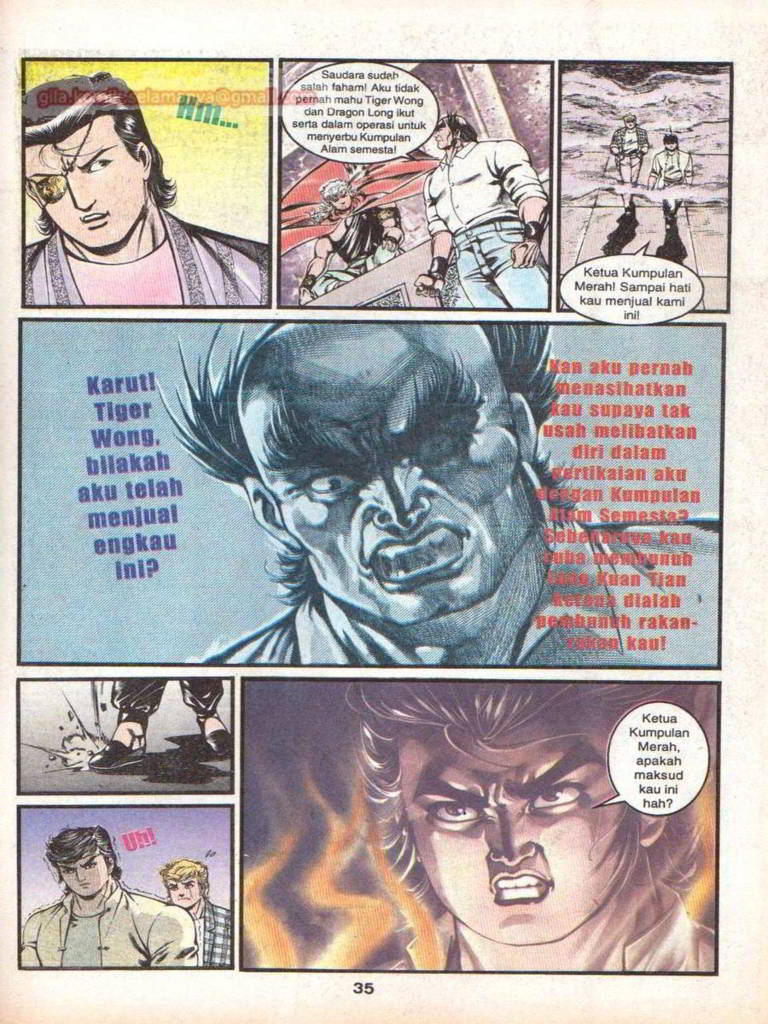 Hm...
Saudara sudah
salah faham! Aku tidak
pernah mahu Tiger Wong
dan Dragon Long ikut
serta dalam operasi untuk
menyerbu Kumpulan
Alam semesta!
Ketua Kumpulan
Merah! Sampai hati
kau menjual kami
ini!
Karut!
Tiger
Wong,
bilakah
aku telah
menjual
engkau
ini?
Kan aku pernah
menasihatkan
kau supaya tak
usah melibatkan
diri dalam
pertikaian aku
dengan Kumpulan
Alam Semesta?
Sebenarnya kau
cuba membunuh
Long Kuan Tian
kerana dialah
pembunuh rakan-
rakan kau!
Uh!
Ketua
Kumpulan
Merah,
apakah
maksud
kau ini
hah?
35